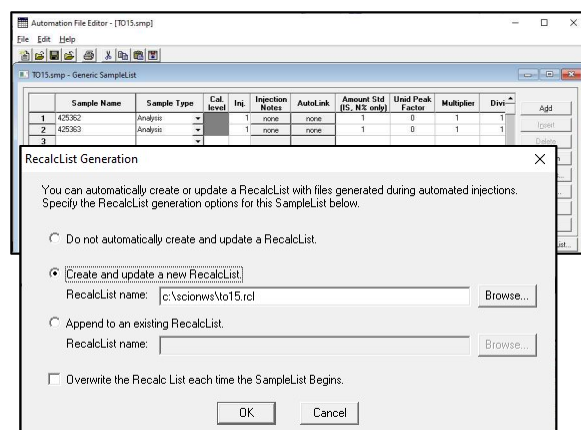 Automation File Editor - [TO15.smp]
File Edit Help
TO15.smp - Generic SampleList
Sample Name Sample Type Cal. level Inj. Injection Notes AutoLink Amount Std (IS, N% only) Unid Peak Factor Multiplier Divi
1 425362 Analysis 1 none none 1 0 1 1
2 425363 Analysis 1 none none 1 0 1 1
3
Add
Insert
Delete
RecalcList Generation
You can automatically create or update a RecalcList with files generated during automated injections.
Specify the RecalcList generation options for this SampleList below.
Do not automatically create and update a RecalcList.
Create and update a new RecalcList.
RecalcList name: c:\scionws\to15.rcl Browse...
Append to an existing RecalcList.
RecalcList name: Browse...
Overwrite the Recalc List each time the SampleList Begins.
OK Cancel